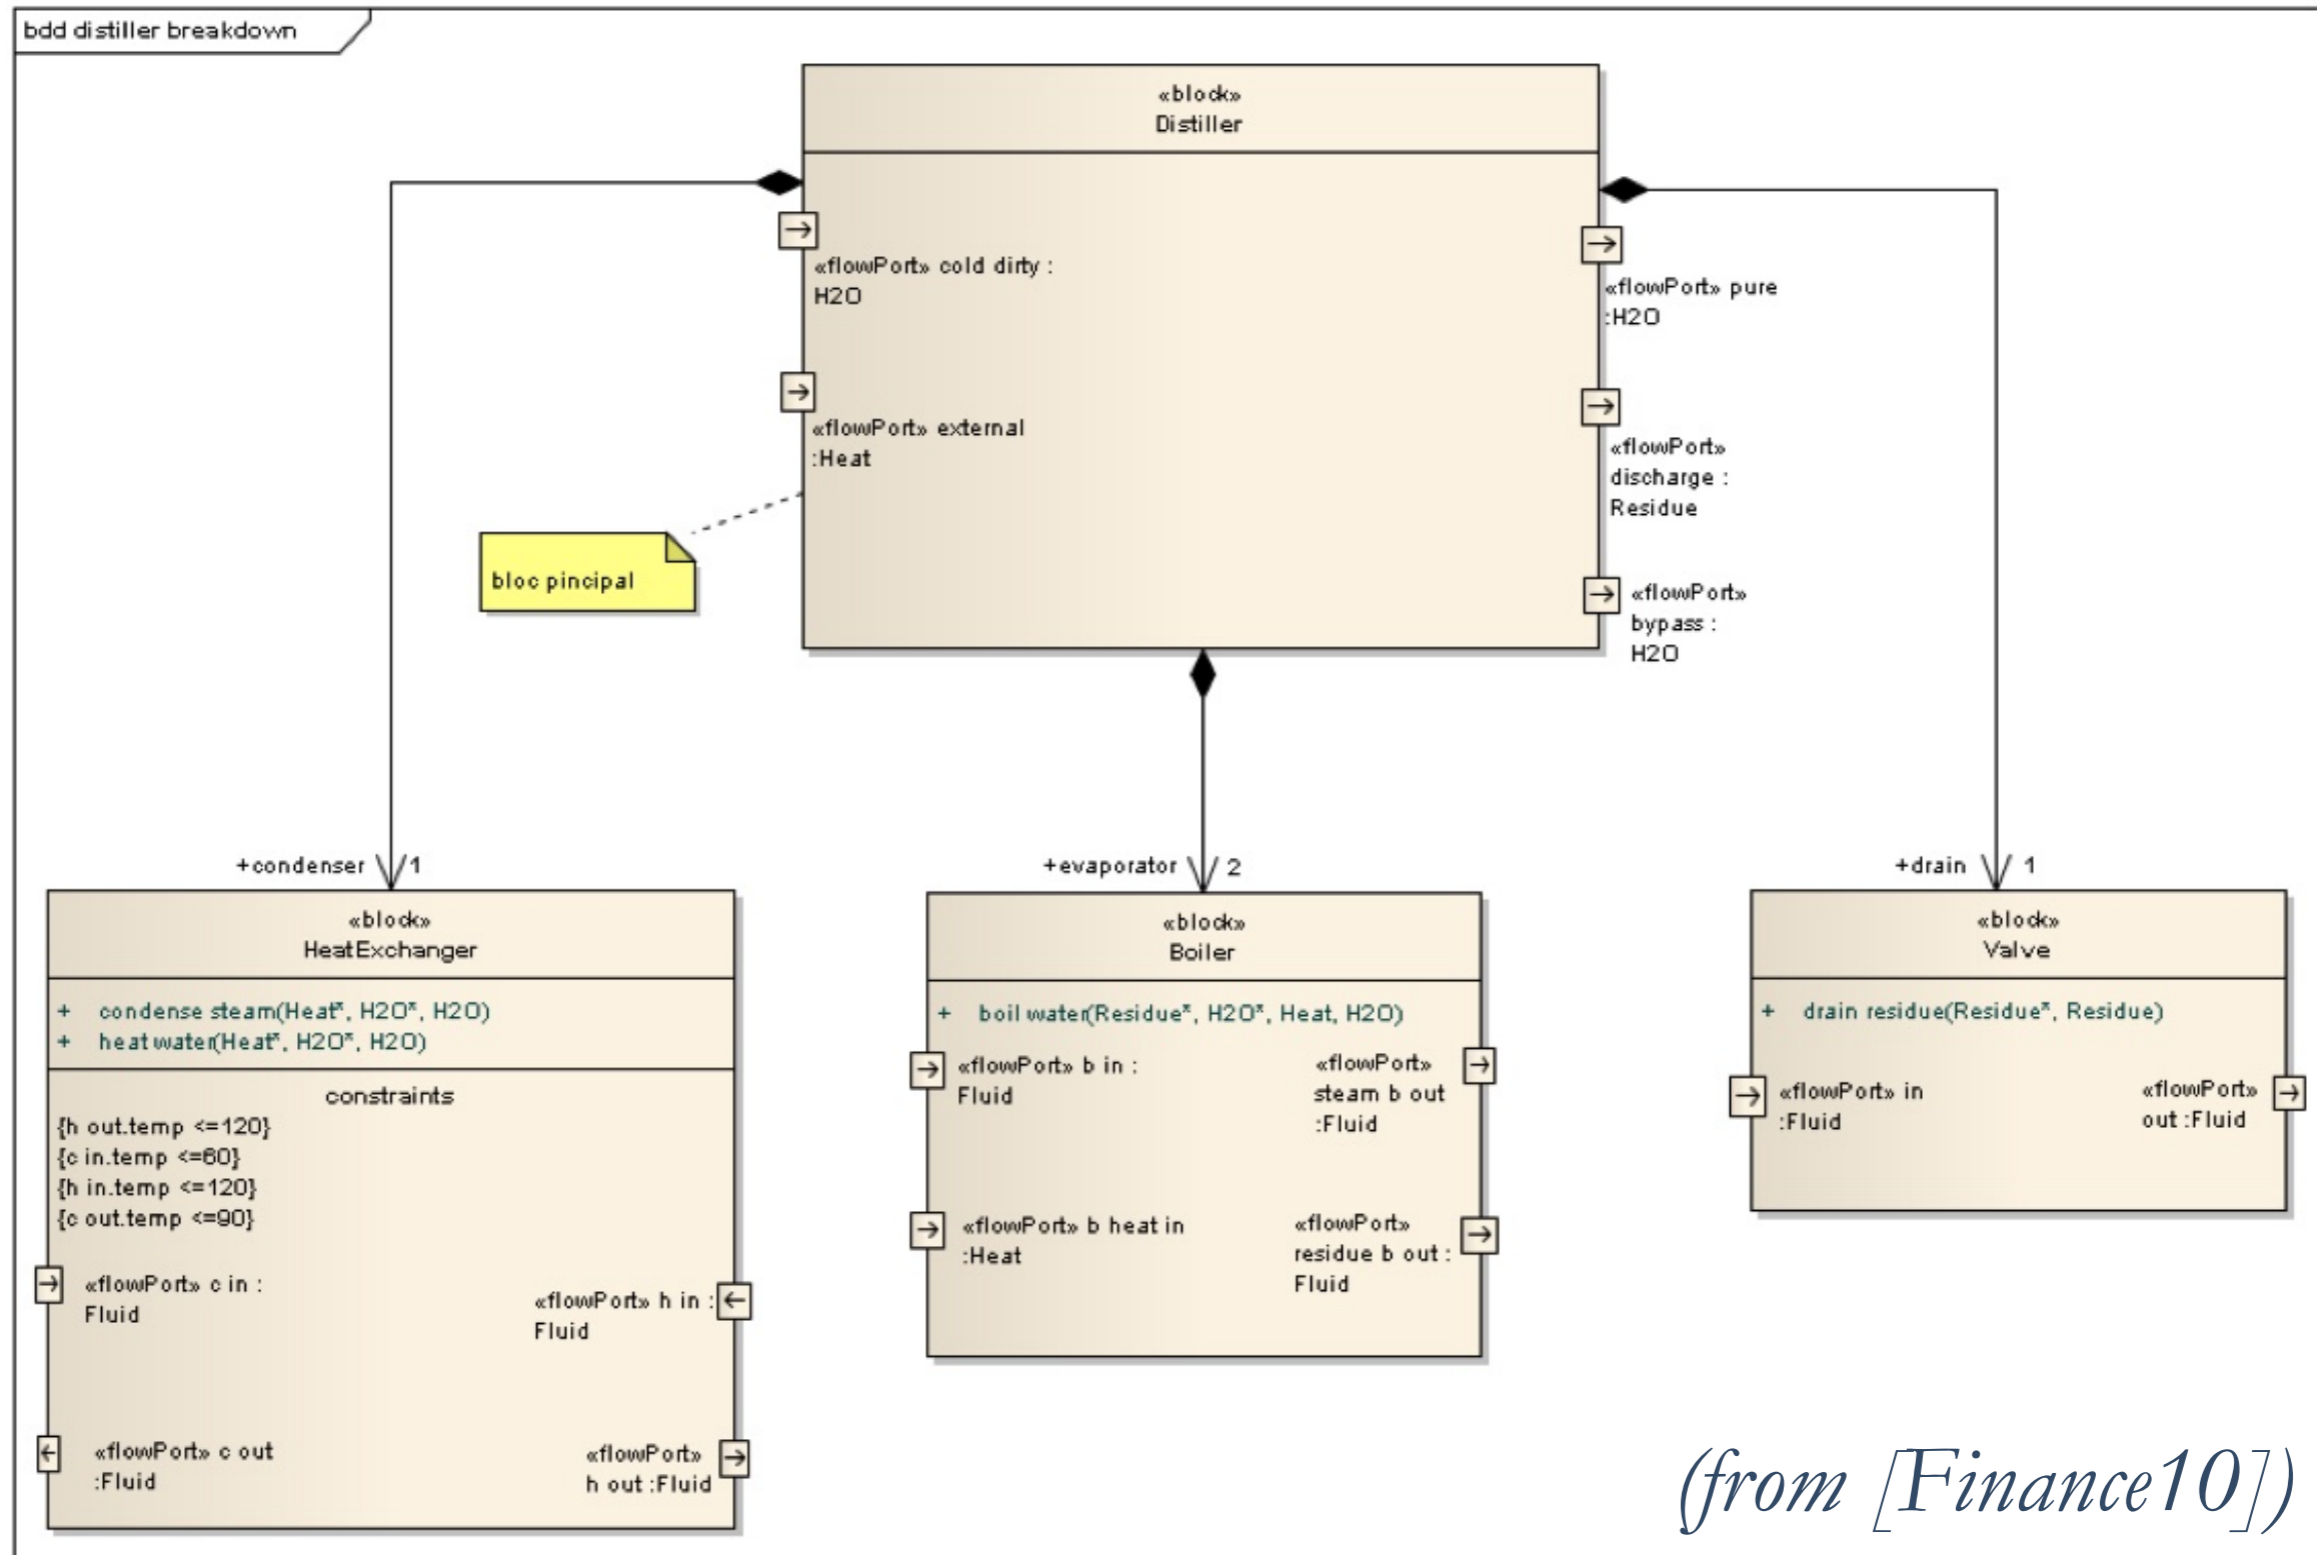 bdd distiller breakdown
«block»
Distiller
«flowPort» cold dirty :
H2O
«flowPort» external
:Heat
«flowPort» pure
:H2O
«flowPort»
discharge :
Residue
«flowPort»
bypass :
H2O
bloc pincipal
+condenser 1
+evaporator 2
+drain 1
«block»
HeatExchanger
+ condense steam(Heat*, H2O*, H2O)
+ heat water(Heat*, H2O*, H2O)
constraints
{h out.temp <=120}
{c in.temp <=60}
{h in.temp <=120}
{c out.temp <=90}
«flowPort» c in :
Fluid
«flowPort» h in :
Fluid
«flowPort» c out
:Fluid
«flowPort»
h out :Fluid
«block»
Boiler
+ boil water(Residue*, H2O*, Heat, H2O)
«flowPort» b in :
Fluid
«flowPort»
steam b out
:Fluid
«flowPort» b heat in
:Heat
«flowPort»
residue b out :
Fluid
«block»
Valve
+ drain residue(Residue*, Residue)
«flowPort» in
:Fluid
«flowPort»
out :Fluid
(from [Finance10])